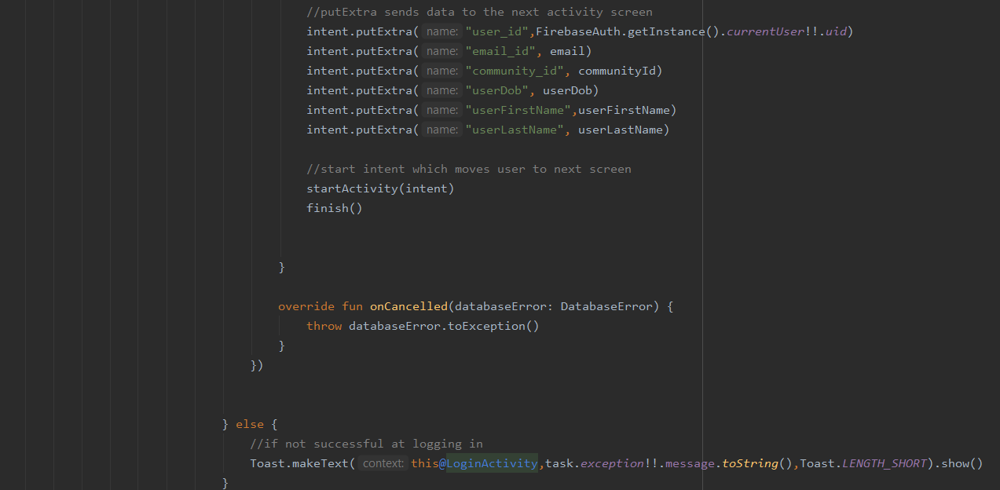 //putExtra sends data to the next activity screen
intent.putExtra( name: "user_id",FirebaseAuth.getInstance().currentUser!!.uid)
intent.putExtra( name: "email_id", email)
intent.putExtra( name: "community_id", communityId)
intent.putExtra( name: "userDob", userDob)
intent.putExtra( name: "userFirstName",userFirstName)
intent.putExtra( name: "userLastName", userLastName)
//start intent which moves user to next screen
startActivity(intent)
finish()
}
override fun onCancelled(databaseError: DatabaseError) {
throw databaseError.toException()
}
})
} else {
//if not successful at logging in
Toast.makeText( context: this@LoginActivity,task.exception!!.message.toString(),Toast.LENGTH_SHORT).show()
}